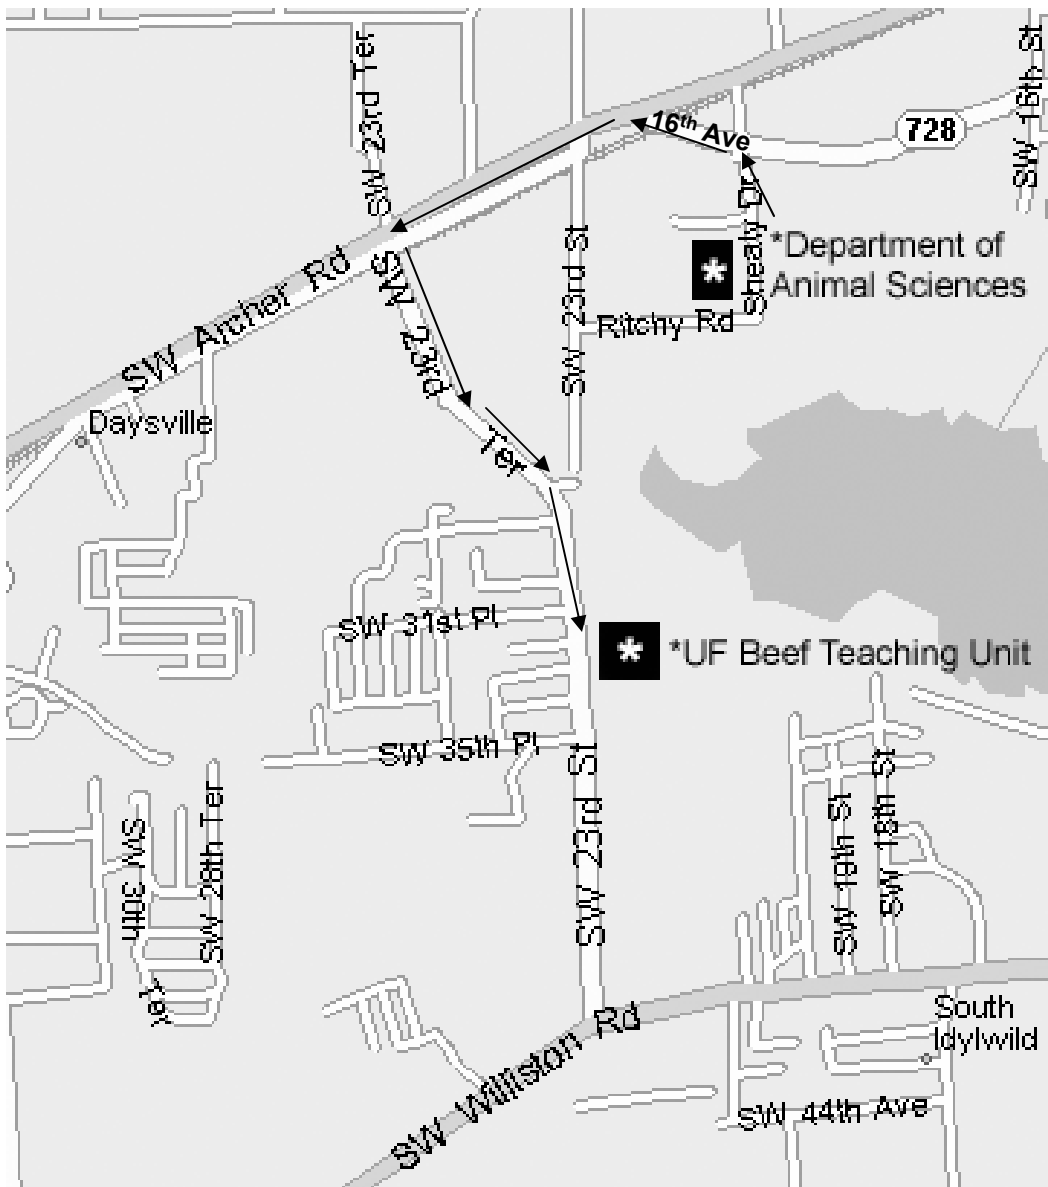 SW 23rd Ter
SW 16th St
728
16th Ave
Shealy Dr
*Department of
Animal Sciences
*
SW 23rd St
Ritchy Rd
SW Archer Rd
SW 23rd Ter
Daysville
SW 31st Pl
*
*UF Beef Teaching Unit
SW 35th Pl
SW 23rd St
SW 30th Ter
SW 28th Ter
SW 19th St
SW 18th St
SW Williston Rd
South
Idylwild
SW 44th Ave